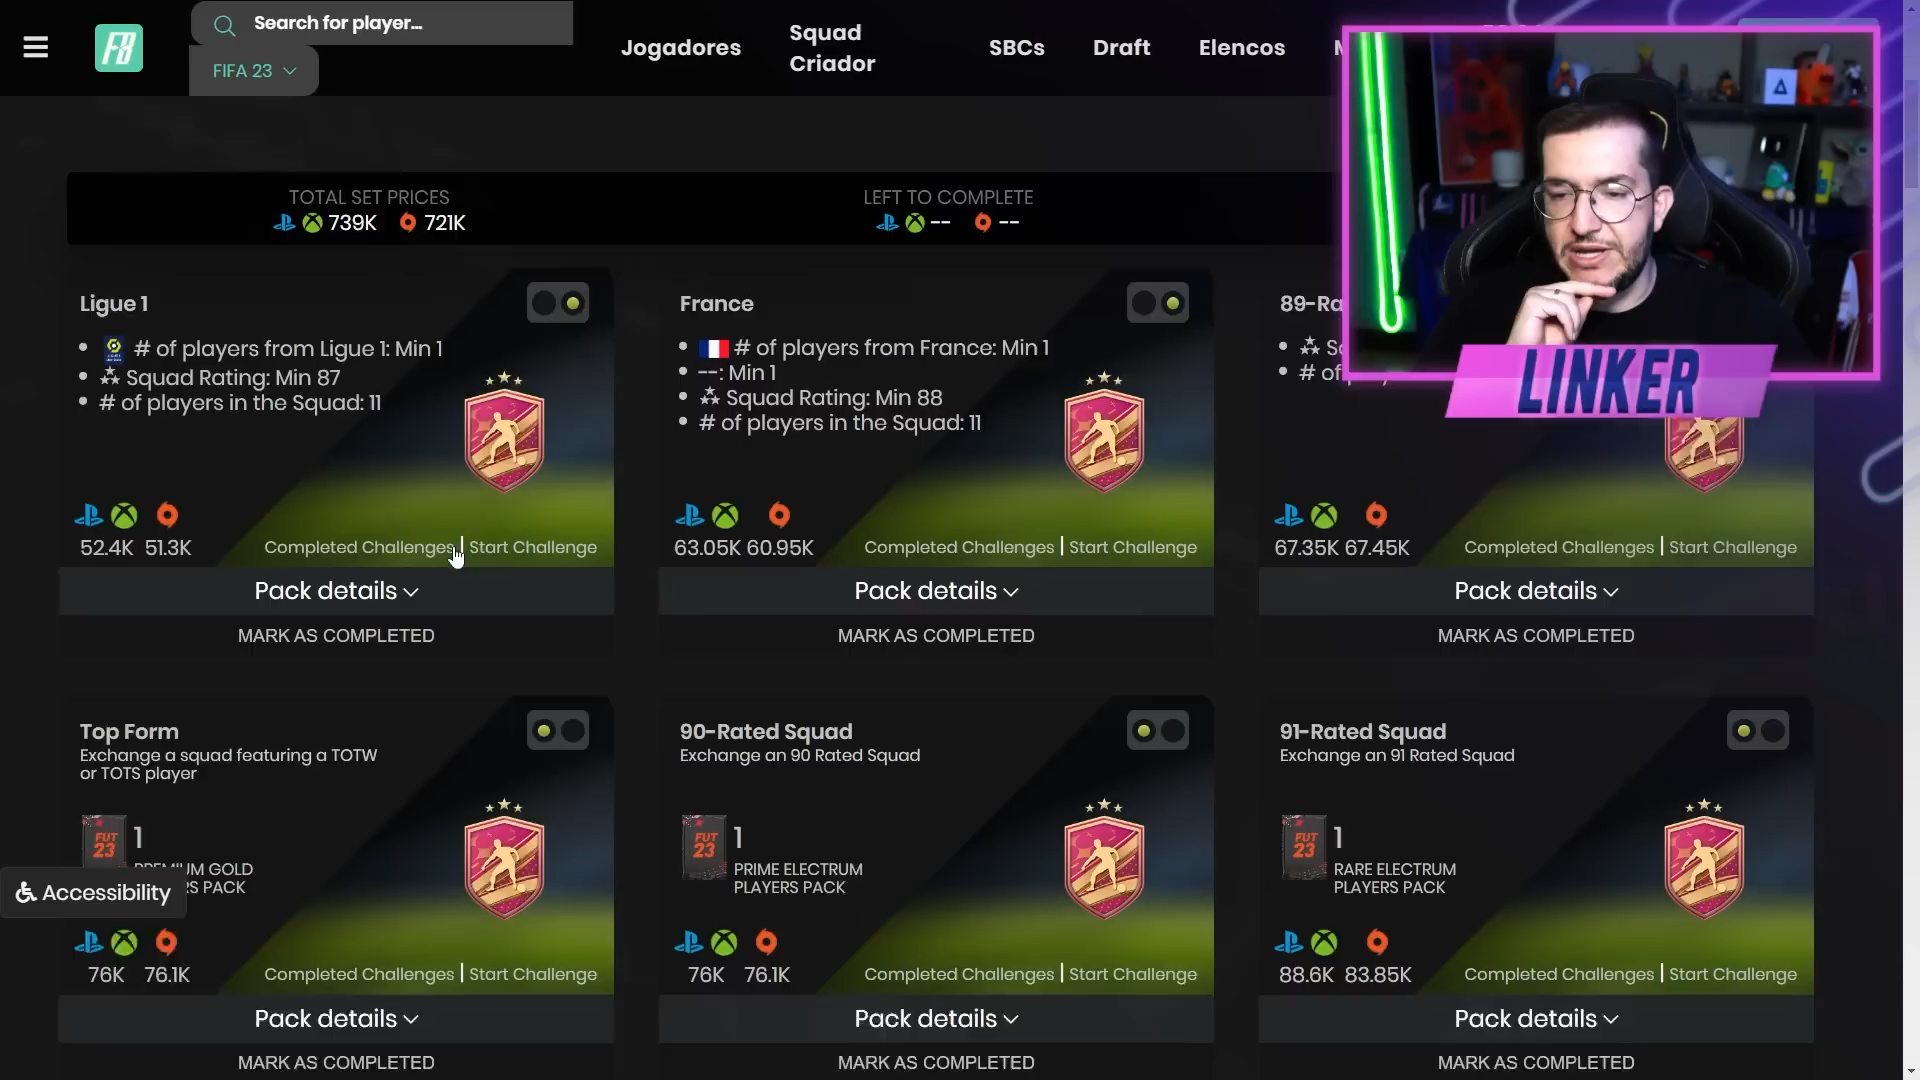 Search for player...
FIFA 23
Jogadores
Squad
Criador
SBCs
Draft
Elencos
TOTAL SET PRICES
739K 721K
LEFT TO COMPLETE
-- --
LINKER
Ligue 1
# of players from Ligue 1: Min 1
Squad Rating: Min 87
# of players in the Squad: 11
52.4K 51.3K
Completed Challenges | Start Challenge
Pack details
MARK AS COMPLETED
France
# of players from France: Min 1
--: Min 1
Squad Rating: Min 88
# of players in the Squad: 11
63.05K 60.95K
Completed Challenges | Start Challenge
Pack details
MARK AS COMPLETED
# of
67.35K 67.45K
Completed Challenges | Start Challenge
Pack details
MARK AS COMPLETED
Top Form
Exchange a squad featuring a TOTW
or TOTS player
FUT
23
1
PREMIUM GOLD
PACK
76K 76.1K
Completed Challenges | Start Challenge
Pack details
MARK AS COMPLETED
90-Rated Squad
Exchange an 90 Rated Squad
FUT
23
1
PRIME ELECTRUM
PLAYERS PACK
76K 76.1K
Completed Challenges | Start Challenge
Pack details
MARK AS COMPLETED
91-Rated Squad
Exchange an 91 Rated Squad
FUT
23
1
RARE ELECTRUM
PLAYERS PACK
88.6K 83.85K
Completed Challenges | Start Challenge
Pack details
MARK AS COMPLETED
Accessibility